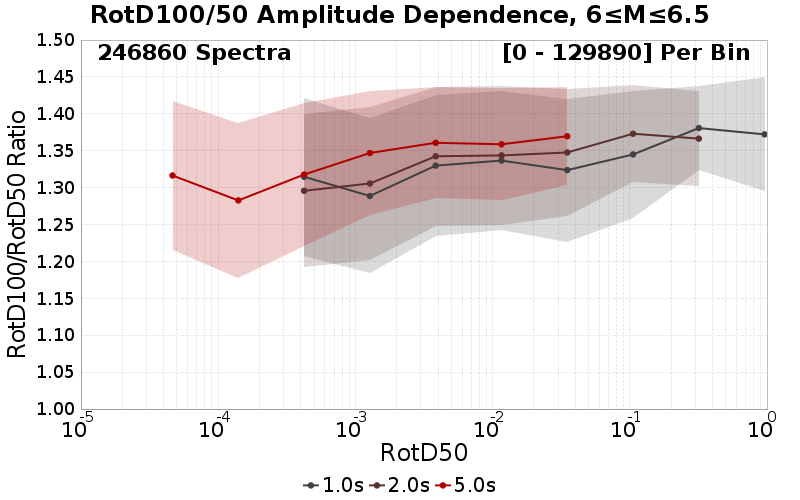 RotD100/50 Amplitude Dependence, 6≤M≤6.5
246860 Spectra
[0 - 129890] Per Bin
RotD100/RotD50 Ratio
1.50
1.45
1.40
1.35
1.30
1.25
1.20
1.15
1.10
1.05
1.00
10^-5
10^-4
10^-3
10^-2
10^-1
10^0
RotD50
1.0s 2.0s 5.0s